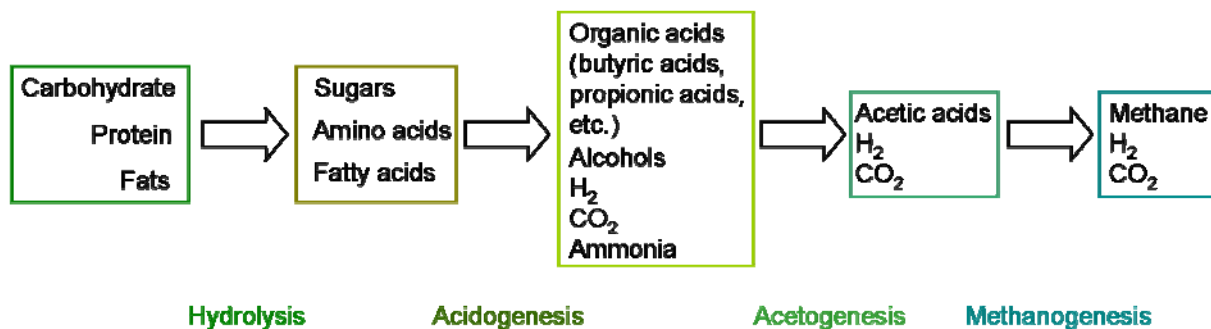 Carbohydrate
Protein
Fats
Sugars
Amino acids
Fatty acids
Organic acids
(butyric acids,
propionic acids,
etc.)
Alcohols
H₂
CO₂
Ammonia
Acetic acids
H₂
CO₂
Methane
H₂
CO₂
Hydrolysis
Acidogenesis
Acetogenesis
Methanogenesis